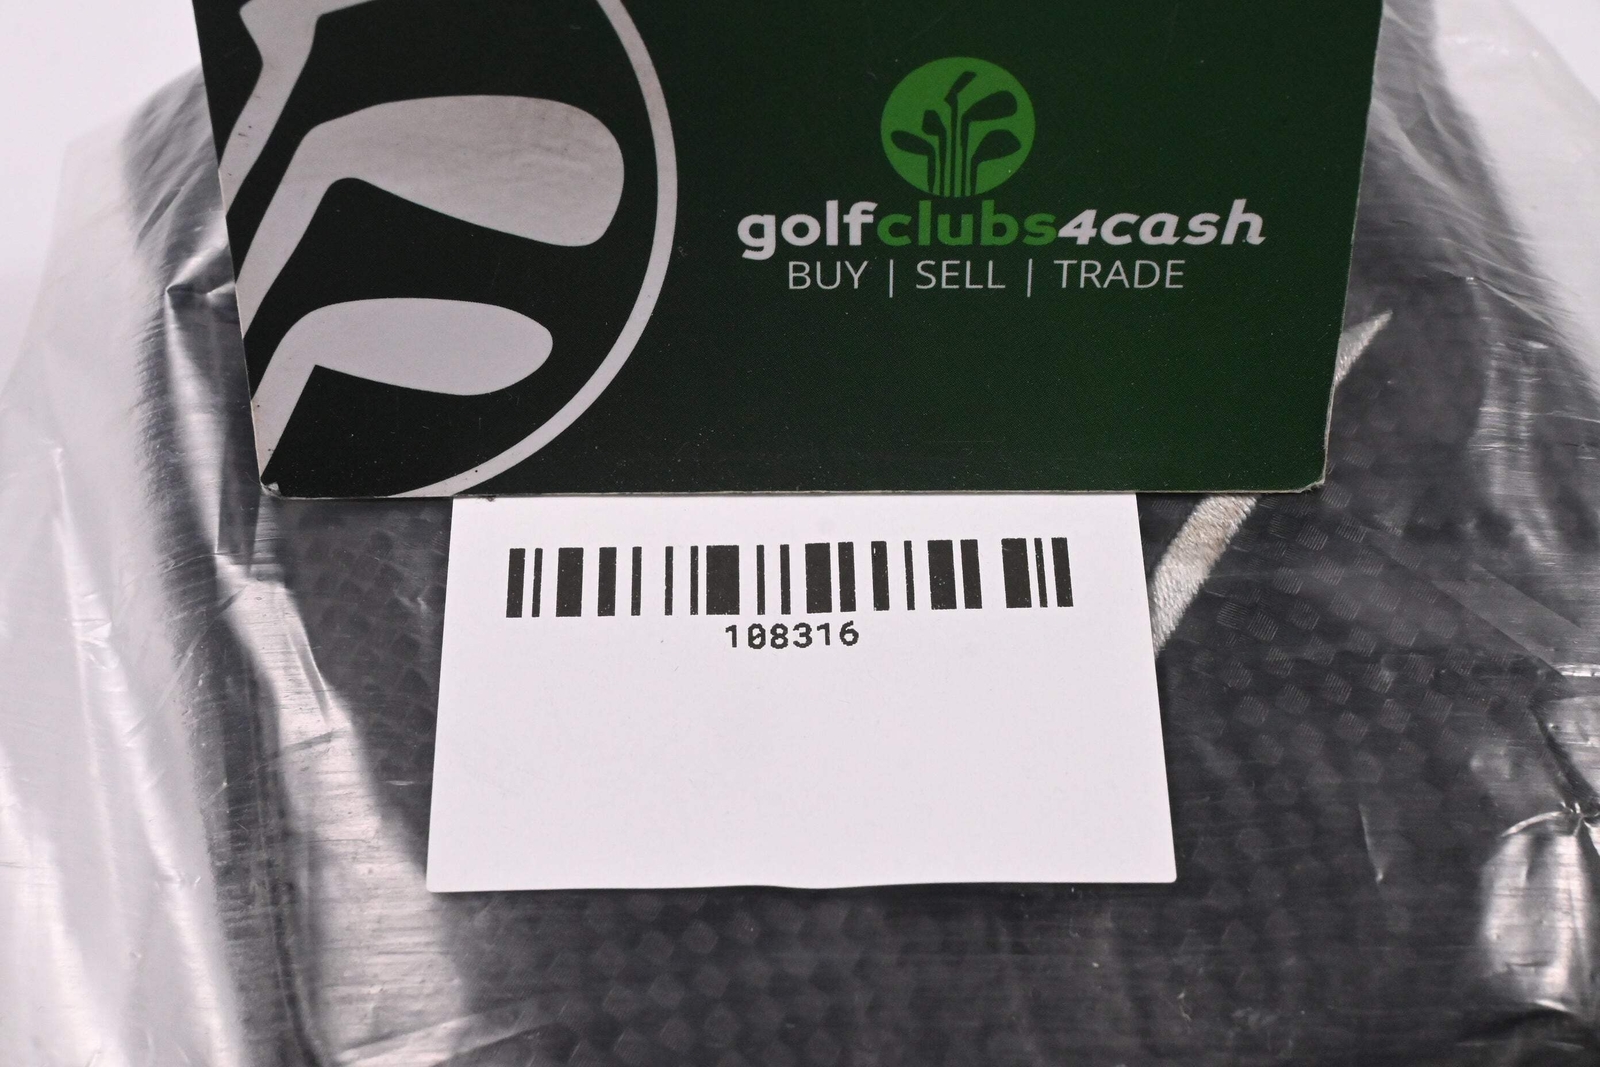 golfclubs4cash
BUY | SELL | TRADE
108316